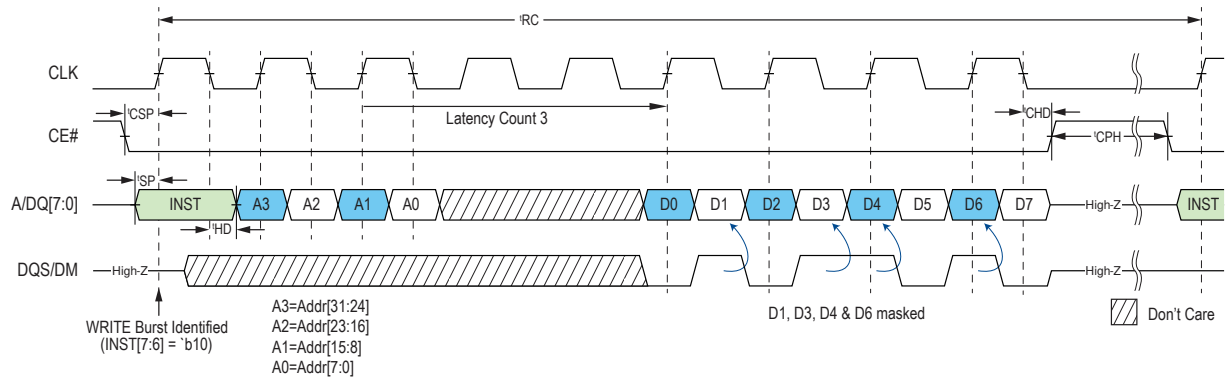 tRC
CLK
Latency Count 3
tCSP
tCHD
CE#
tCPH
tSP
A/DQ[7:0]
INST A3 A2 A1 A0 D0 D1 D2 D3 D4 D5 D6 D7 High-Z INST
tHD
DQS/DM
High-Z
High-Z
WRITE Burst Identified
(INST[7:6] = `b10)
A3=Addr[31:24]
A2=Addr[23:16]
A1=Addr[15:8]
A0=Addr[7:0]
D1, D3, D4 & D6 masked
Don't Care